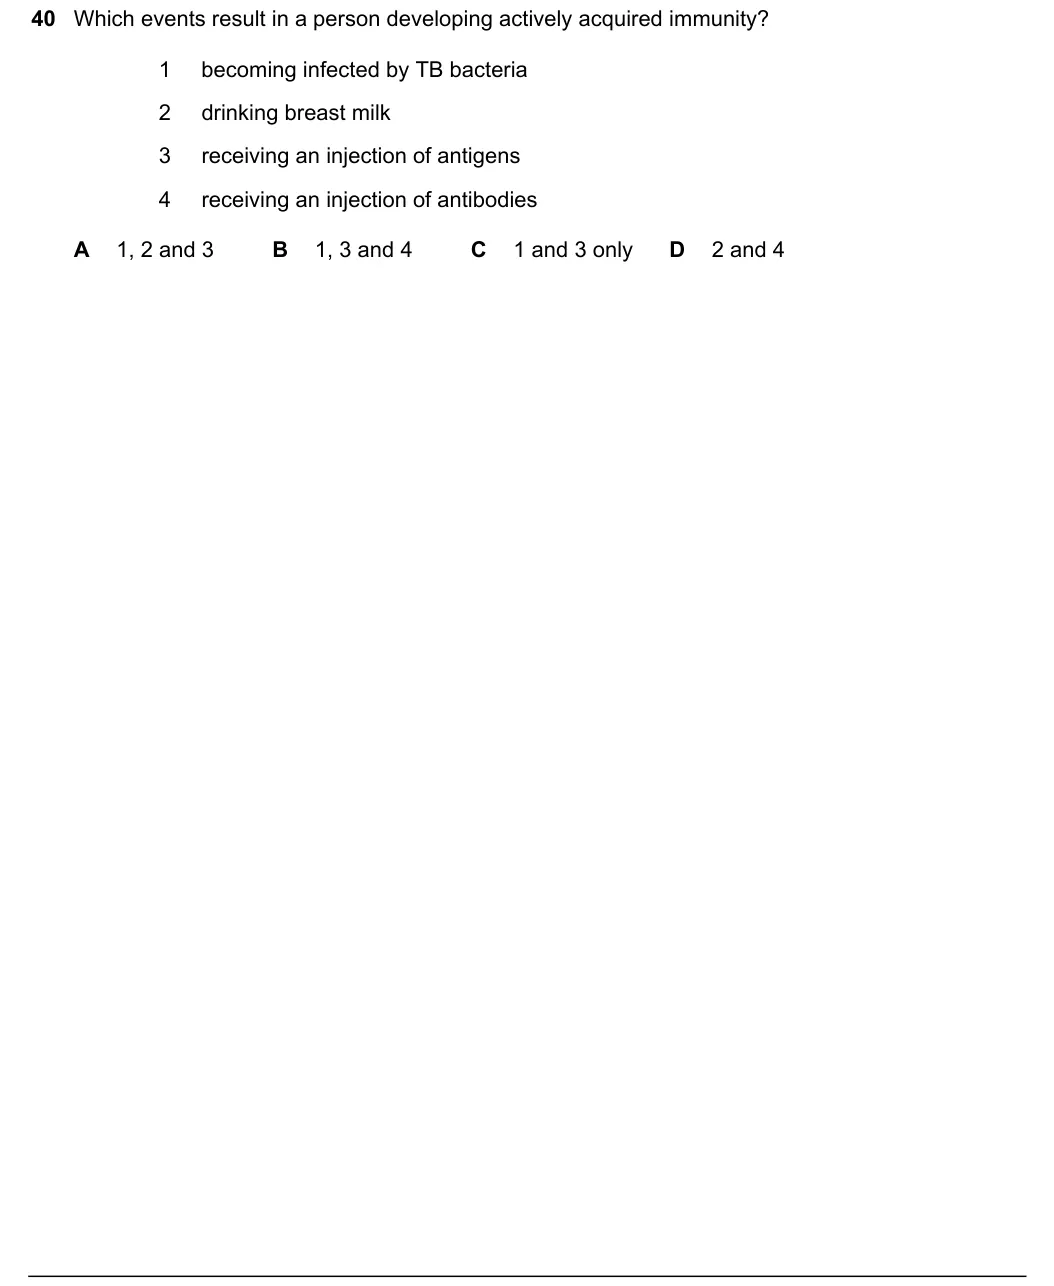 40 Which events result in a person developing actively acquired immunity?
1 becoming infected by TB bacteria
2 drinking breast milk
3 receiving an injection of antigens
4 receiving an injection of antibodies
A 1, 2 and 3 B 1, 3 and 4 C 1 and 3 only D 2 and 4